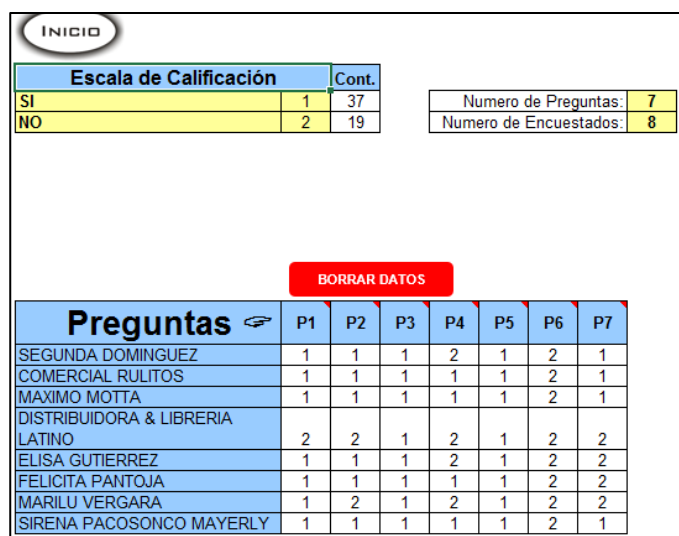 INICIO
Escala de Calificación Cont.
SI 1 37
NO 2 19
Numero de Preguntas: 7
Numero de Encuestados: 8
BORRAR DATOS
Preguntas P1 P2 P3 P4 P5 P6 P7
SEGUNDA DOMINGUEZ 1 1 1 2 1 2 1
COMERCIAL RULITOS 1 1 1 1 1 2 1
MAXIMO MOTTA 1 1 1 1 1 2 1
DISTRIBUIDORA & LIBRERIA
LATINO 2 2 1 2 1 2 2
ELISA GUTIERREZ 1 1 1 2 1 2 2
FELICITA PANTOJA 1 1 1 1 1 2 2
MARILU VERGARA 1 2 1 2 1 2 2
SIRENA PACOSONCO MAYERLY 1 1 1 1 1 2 1